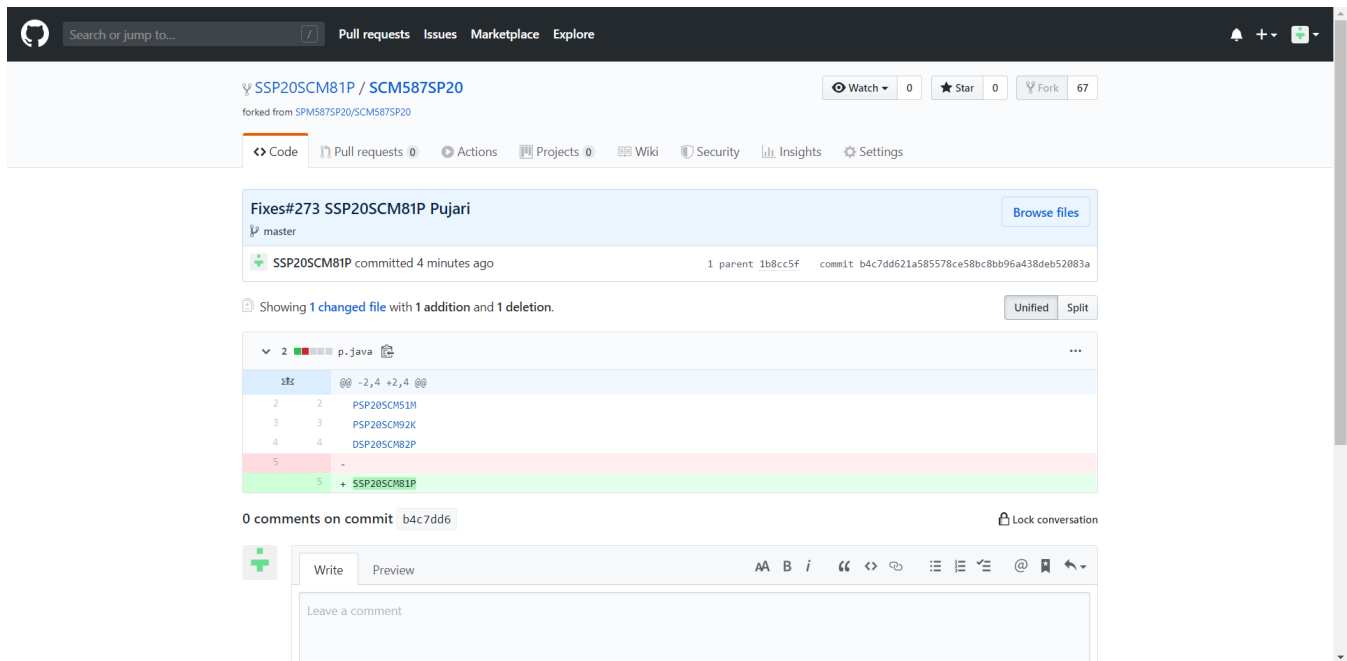 Search or jump to... / Pull requests Issues Marketplace Explore
SSP20SCM81P / SCM587SP20 Watch 0 Star 0 Fork 67
forked from SPM587SP20/SCM587SP20
Code Pull requests 0 Actions Projects 0 Wiki Security Insights Settings
Fixes#273 SSP20SCM81P Pujari Browse files
master
SSP20SCM81P committed 4 minutes ago 1 parent 1b8cc5f commit b4c7dd621a585578ce58bc8bb96a438deb52083a
Showing 1 changed file with 1 addition and 1 deletion. Unified Split
2 p.java ...
@@ -2,4 +2,4 @@
2 2 PSP20SCM51M
3 3 PSP20SCM92K
4 4 DSP20SCM82P
5 -
5 + SSP20SCM81P
0 comments on commit b4c7dd6 Lock conversation
Write Preview AA B i “ <> @
Leave a comment